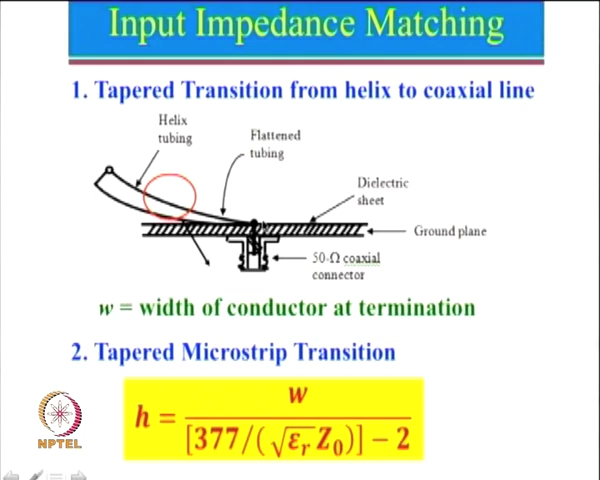 Input Impedance Matching
1. Tapered Transition from helix to coaxial line
Helix
tubing
Flattened
tubing
Dielectric
sheet
Ground plane
50-Ω coaxial
connector
w = width of conductor at termination
2. Tapered Microstrip Transition
h = w / [377/(√εr Z0)] − 2
NPTEL